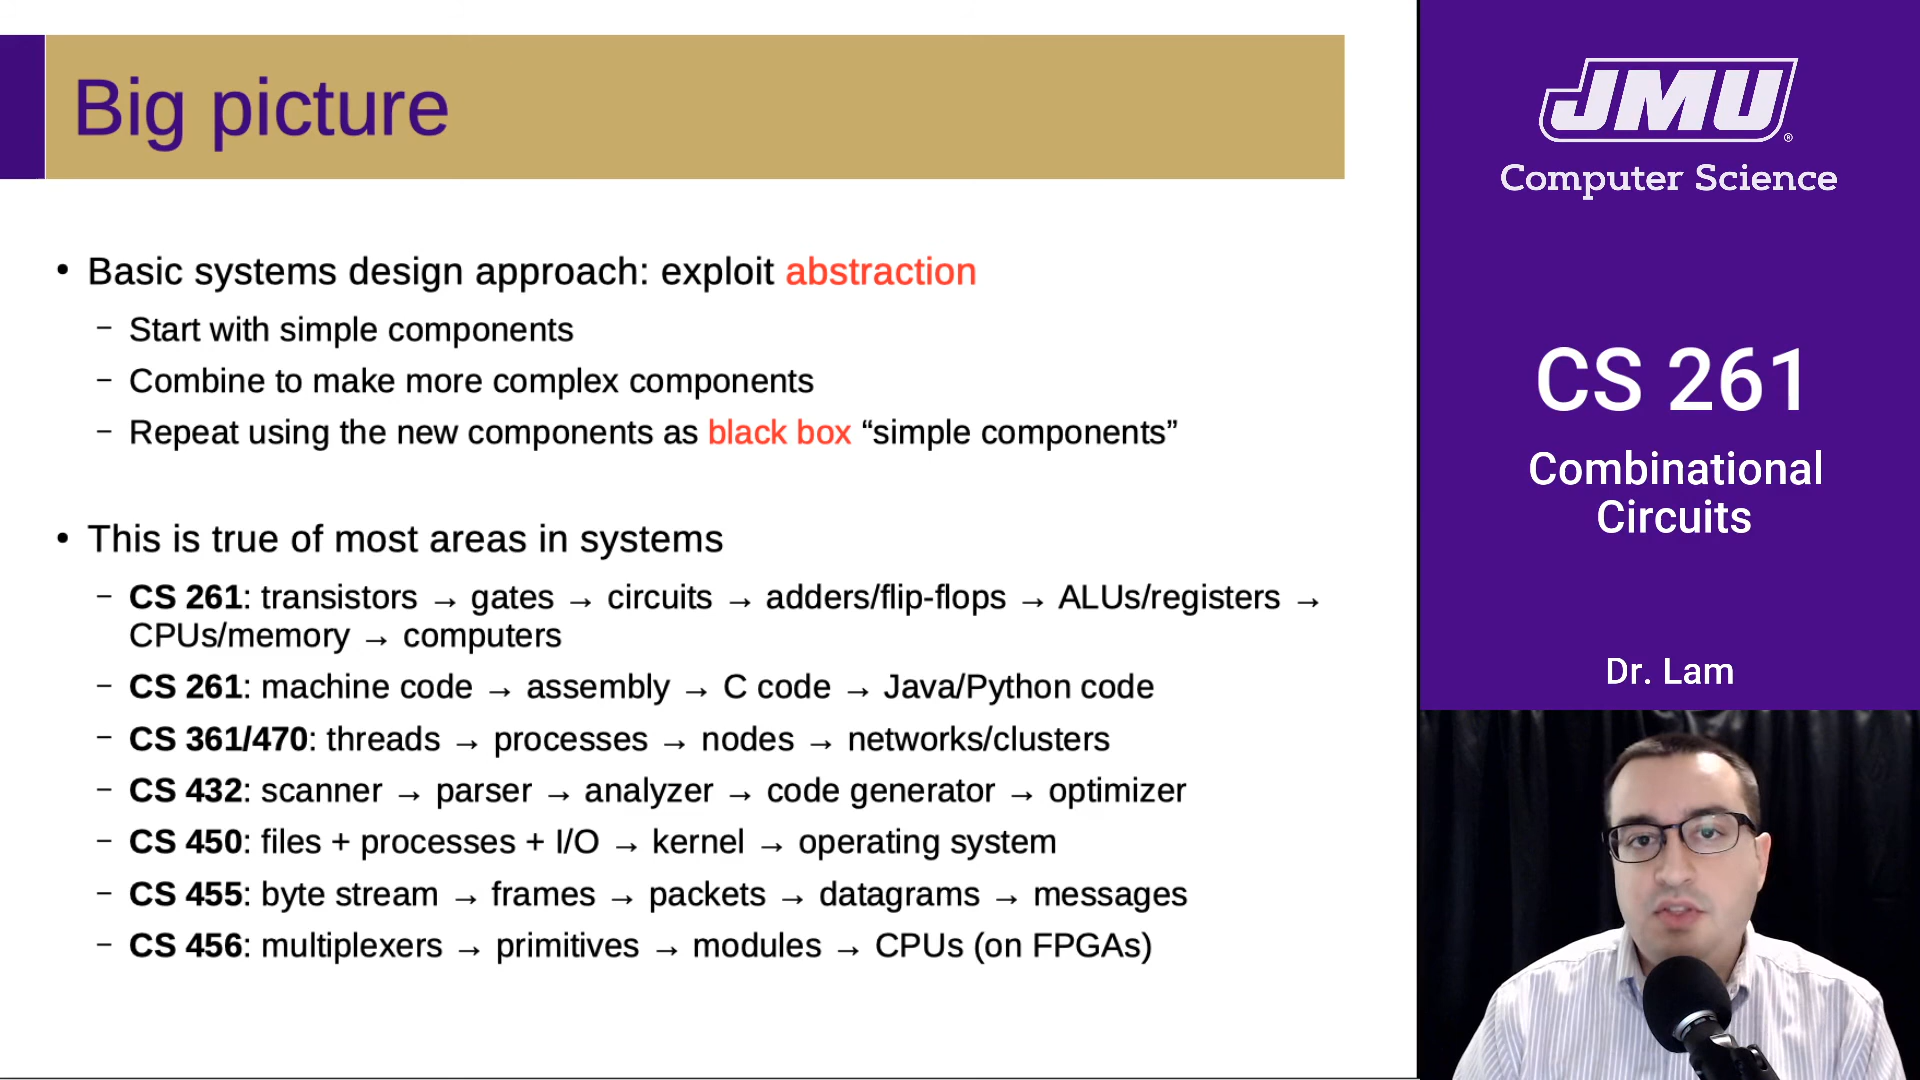 Big picture
• Basic systems design approach: exploit abstraction
– Start with simple components
– Combine to make more complex components
– Repeat using the new components as black box “simple components”
• This is true of most areas in systems
– CS 261: transistors → gates → circuits → adders/flip-flops → ALUs/registers →
CPUs/memory → computers
– CS 261: machine code → assembly → C code → Java/Python code
– CS 361/470: threads → processes → nodes → networks/clusters
– CS 432: scanner → parser → analyzer → code generator → optimizer
– CS 450: files + processes + I/O → kernel → operating system
– CS 455: byte stream → frames → packets → datagrams → messages
– CS 456: multiplexers → primitives → modules → CPUs (on FPGAs)
JMU®
Computer Science
CS 261
Combinational
Circuits
Dr. Lam